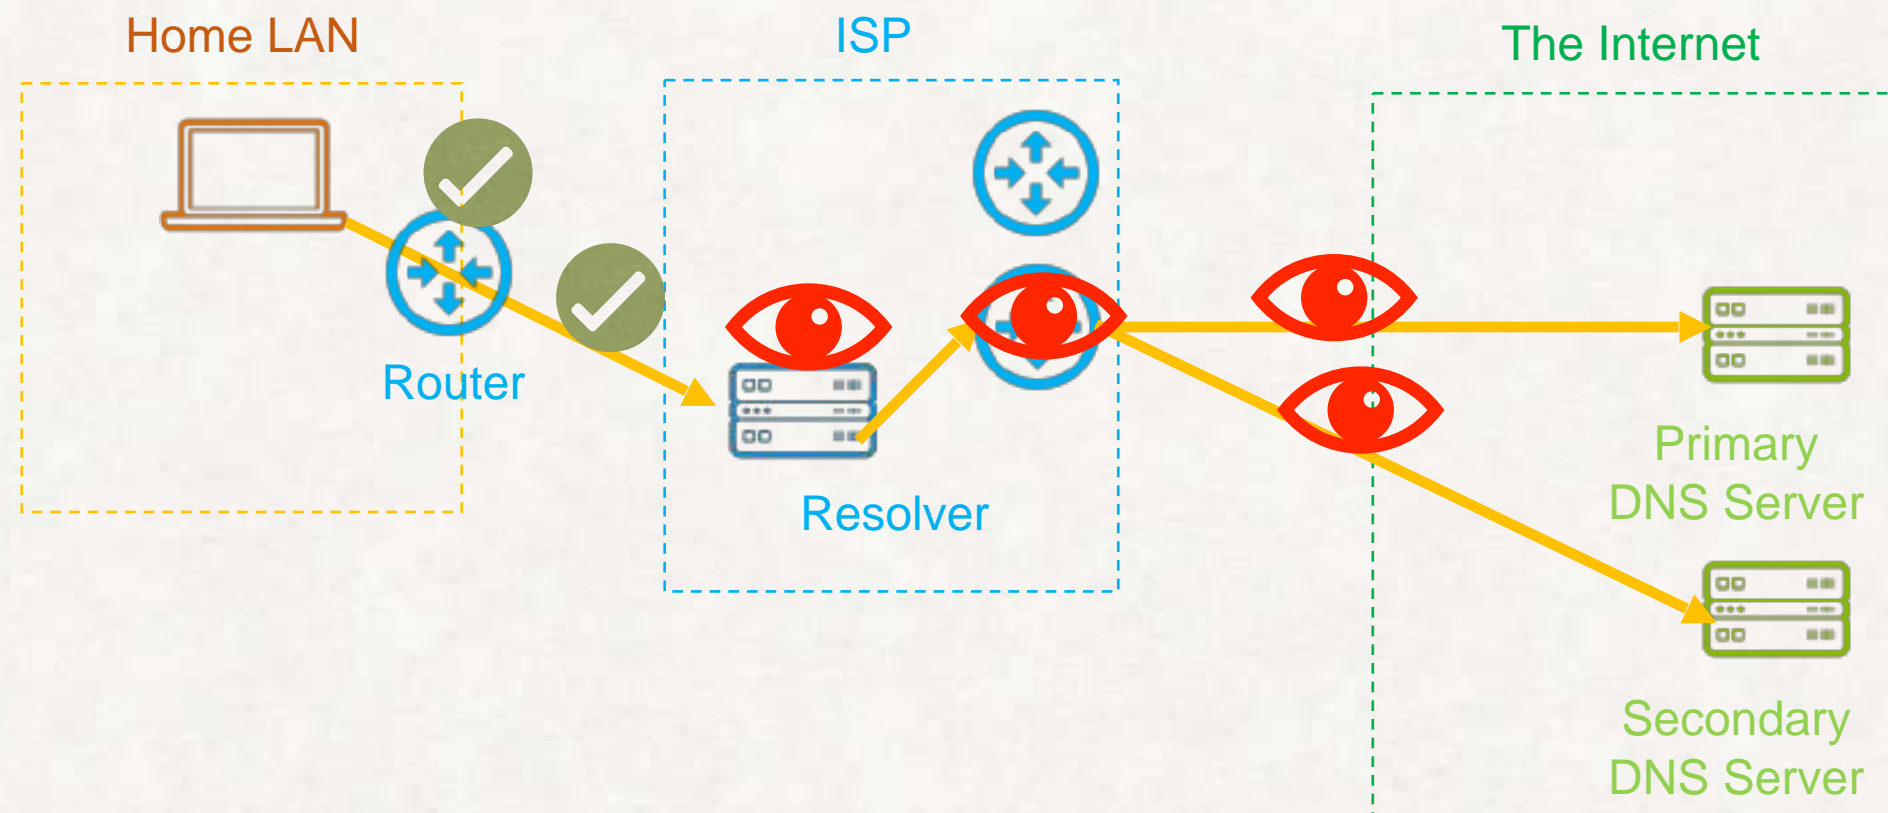 Home LAN
ISP
The Internet
Router
Resolver
Primary
DNS Server
Secondary
DNS Server